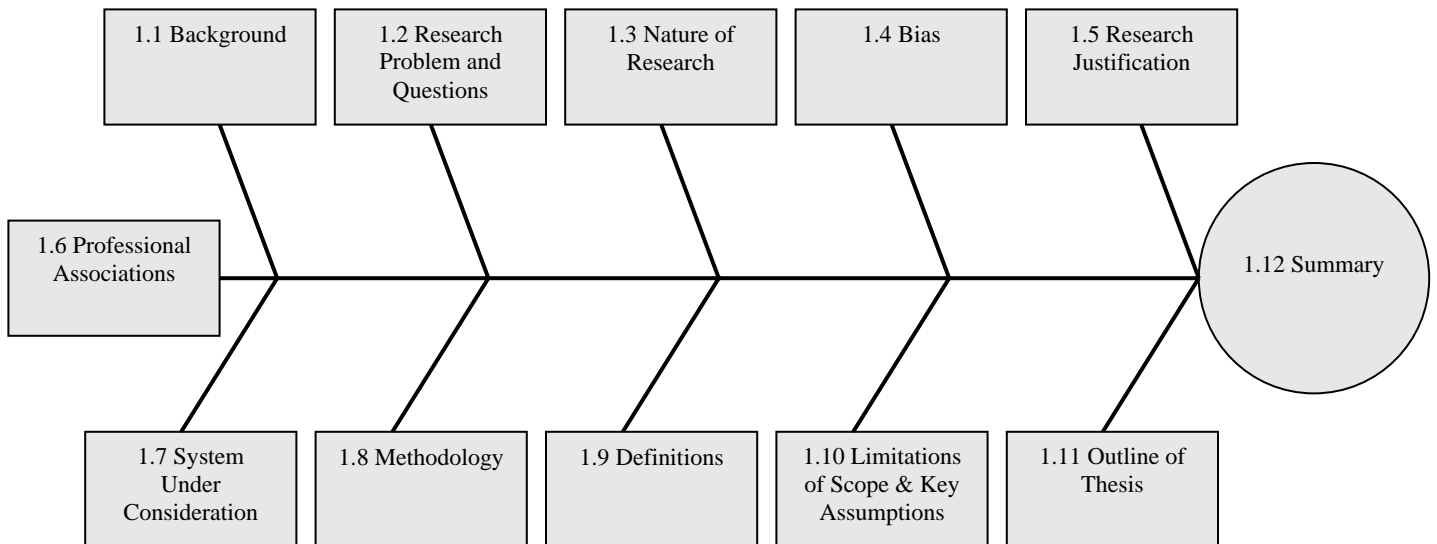 1.1 Background
1.2 Research
Problem and
Questions
1.3 Nature of
Research
1.4 Bias
1.5 Research
Justification
1.6 Professional
Associations
1.12 Summary
1.7 System
Under
Consideration
1.8 Methodology
1.9 Definitions
1.10 Limitations
of Scope & Key
Assumptions
1.11 Outline of
Thesis